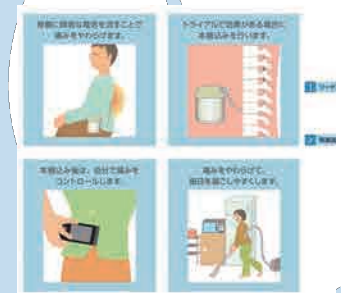 脊髄に微弱な電流を流すことで
痛みをやわらげます。
トライアルで効果がある場合に
本植込みを行います。
本植込み後は、自分で痛みを
コントロールします。
痛みをやわらげて、
毎日を過ごしやすくします。
1
2